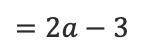 = 2a − 3